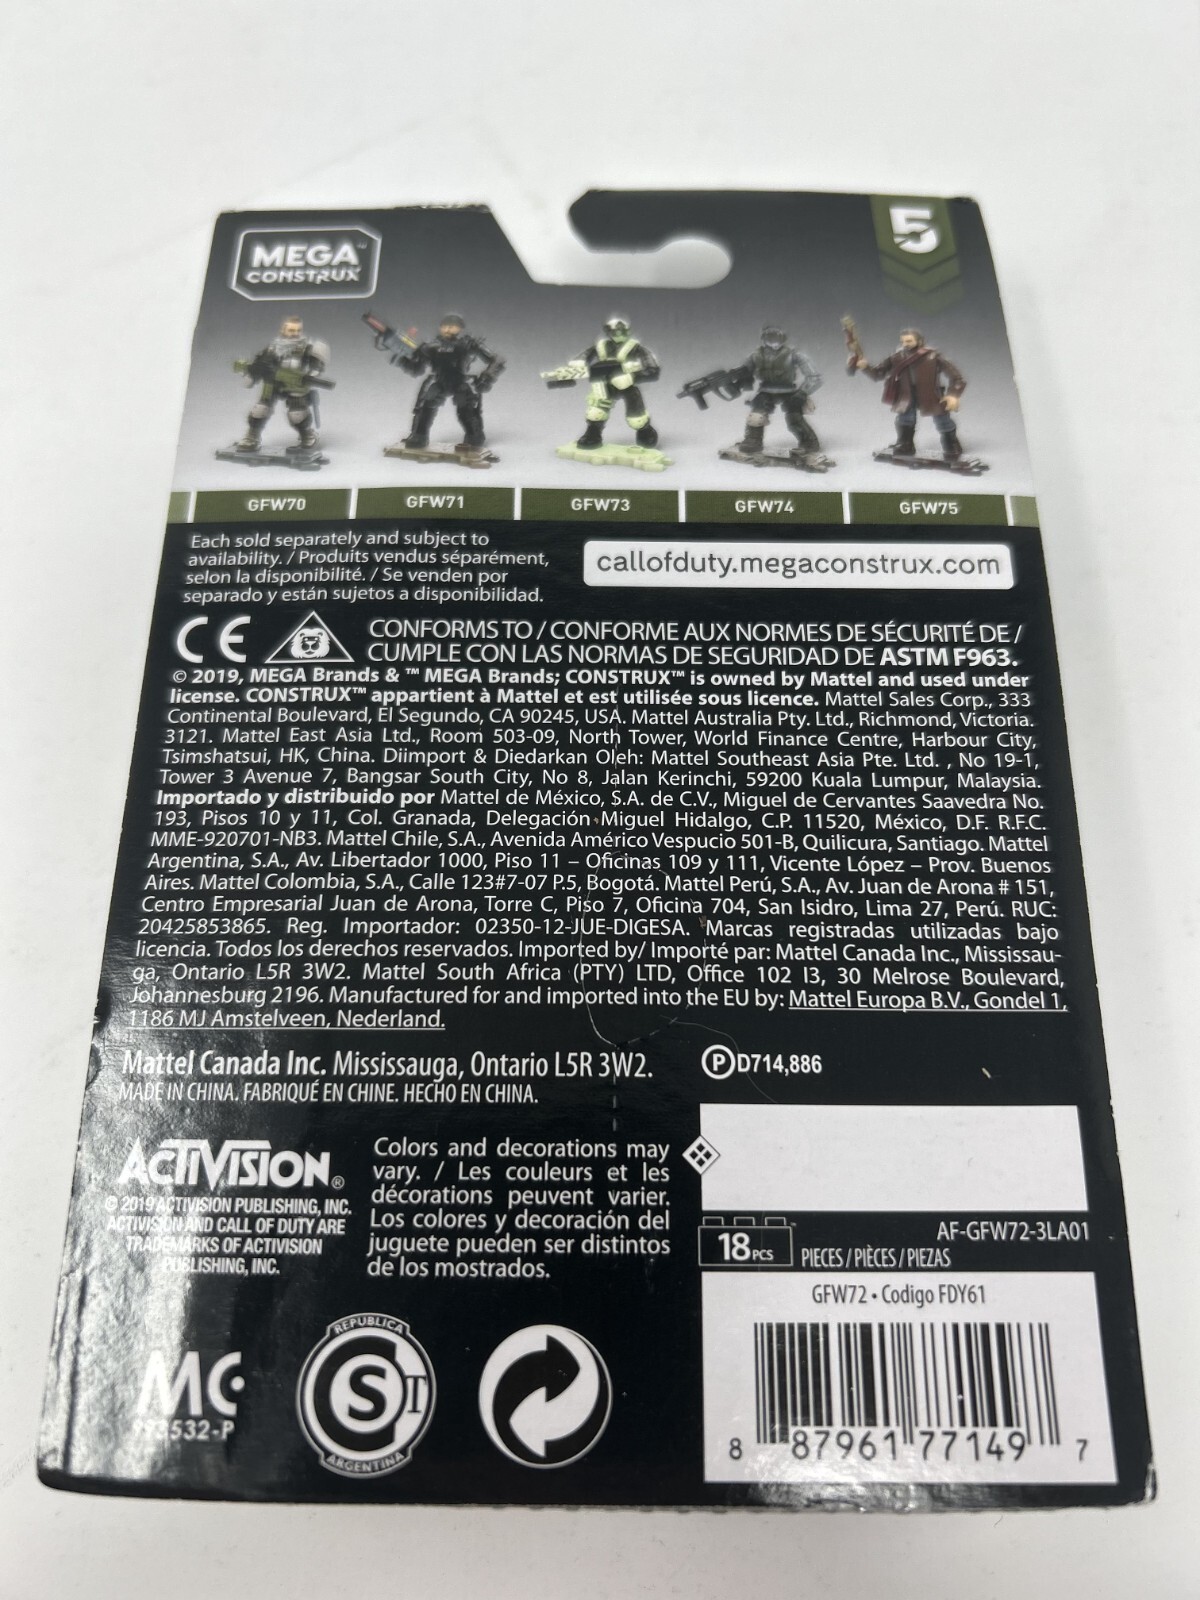 MEGA™
CONSTRUX
5
GFW70
GFW71
GFW73
GFW74
GFW75
Each sold separately and subject to
availability. / Produits vendus séparément,
selon la disponibilité. / Se venden por
separado y están sujetos a disponibilidad.
callofduty.megaconstrux.com
CE
CONFORMS TO / CONFORME AUX NORMES DE SÉCURITÉ DE /
CUMPLE CON LAS NORMAS DE SEGURIDAD DE ASTM F963.
© 2019, MEGA Brands & ™ MEGA Brands; CONSTRUX™ is owned by Mattel and used under
license. CONSTRUX™ appartient à Mattel et est utilisée sous licence. Mattel Sales Corp., 333
Continental Boulevard, El Segundo, CA 90245, USA. Mattel Australia Pty. Ltd., Richmond, Victoria.
3121. Mattel East Asia Ltd., Room 503-09, North Tower, World Finance Centre, Harbour City,
Tsimshatsui, HK, China. Diimport & Diedarkan Oleh: Mattel Southeast Asia Pte. Ltd. , No 19-1,
Tower 3 Avenue 7, Bangsar South City, No 8, Jalan Kerinchi, 59200 Kuala Lumpur, Malaysia.
Importado y distribuido por Mattel de México, S.A. de C.V., Miguel de Cervantes Saavedra No.
193, Pisos 10 y 11, Col. Granada, Delegación Miguel Hidalgo, C.P. 11520, México, D.F. R.F.C.
MME-920701-NB3. Mattel Chile, S.A., Avenida Américo Vespucio 501-B, Quilicura, Santiago. Mattel
Argentina, S.A., Av. Libertador 1000, Piso 11 – Oficinas 109 y 111, Vicente López – Prov. Buenos
Aires. Mattel Colombia, S.A., Calle 123#7-07 P.5, Bogotá. Mattel Perú, S.A., Av. Juan de Arona # 151,
Centro Empresarial Juan de Arona, Torre C, Piso 7, Oficina 704, San Isidro, Lima 27, Perú. RUC:
20425853865. Reg. Importador: 02350-12-JUE-DIGESA. Marcas registradas utilizadas bajo
licencia. Todos los derechos reservados. Imported by/ Importé par: Mattel Canada Inc., Mississau-
ga, Ontario L5R 3W2. Mattel South Africa (PTY) LTD, Office 102 I3, 30 Melrose Boulevard,
Johannesburg 2196. Manufactured for and imported into the EU by: Mattel Europa B.V., Gondel 1,
1186 MJ Amstelveen, Nederland.
Mattel Canada Inc. Mississauga, Ontario L5R 3W2.
MADE IN CHINA. FABRIQUÉ EN CHINE. HECHO EN CHINA.
P D714,886
ACTIVISION®
© 2019 ACTIVISION PUBLISHING, INC.
ACTIVISION AND CALL OF DUTY ARE
TRADEMARKS OF ACTIVISION
PUBLISHING, INC.
Colors and decorations may
vary. / Les couleurs et les
décorations peuvent varier.
Los colores y decoración del
juguete pueden ser distintos
de los mostrados.
AF-GFW72-3LA01
18 PCS
PIECES / PIÈCES / PIEZAS
GFW72 • Codigo FDY61
8 87961 77149 7
MC
532-P
REPUBLICA
CST
ARGENTINA